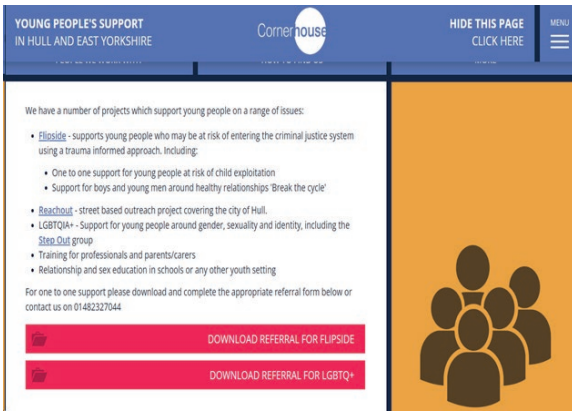 YOUNG PEOPLE'S SUPPORT
IN HULL AND EAST YORKSHIRE
Cornerhouse
HIDE THIS PAGE
CLICK HERE
MENU
We have a number of projects which support young people on a range of issues:
• Flipside - supports young people who may be at risk of entering the criminal justice system
using a trauma informed approach. Including:
• One to one support for young people at risk of child exploitation
• Support for boys and young men around healthy relationships 'Break the cycle'
• Reachout - street based outreach project covering the city of Hull.
• LGBTQIA+ - Support for young people around gender, sexuality and identity, including the
Step Out group
• Training for professionals and parents/carers
• Relationship and sex education in schools or any other youth setting
For one to one support please download and complete the appropriate referral form below or
contact us on 01482327044
DOWNLOAD REFERRAL FOR FLIPSIDE
DOWNLOAD REFERRAL FOR LGBTQ+